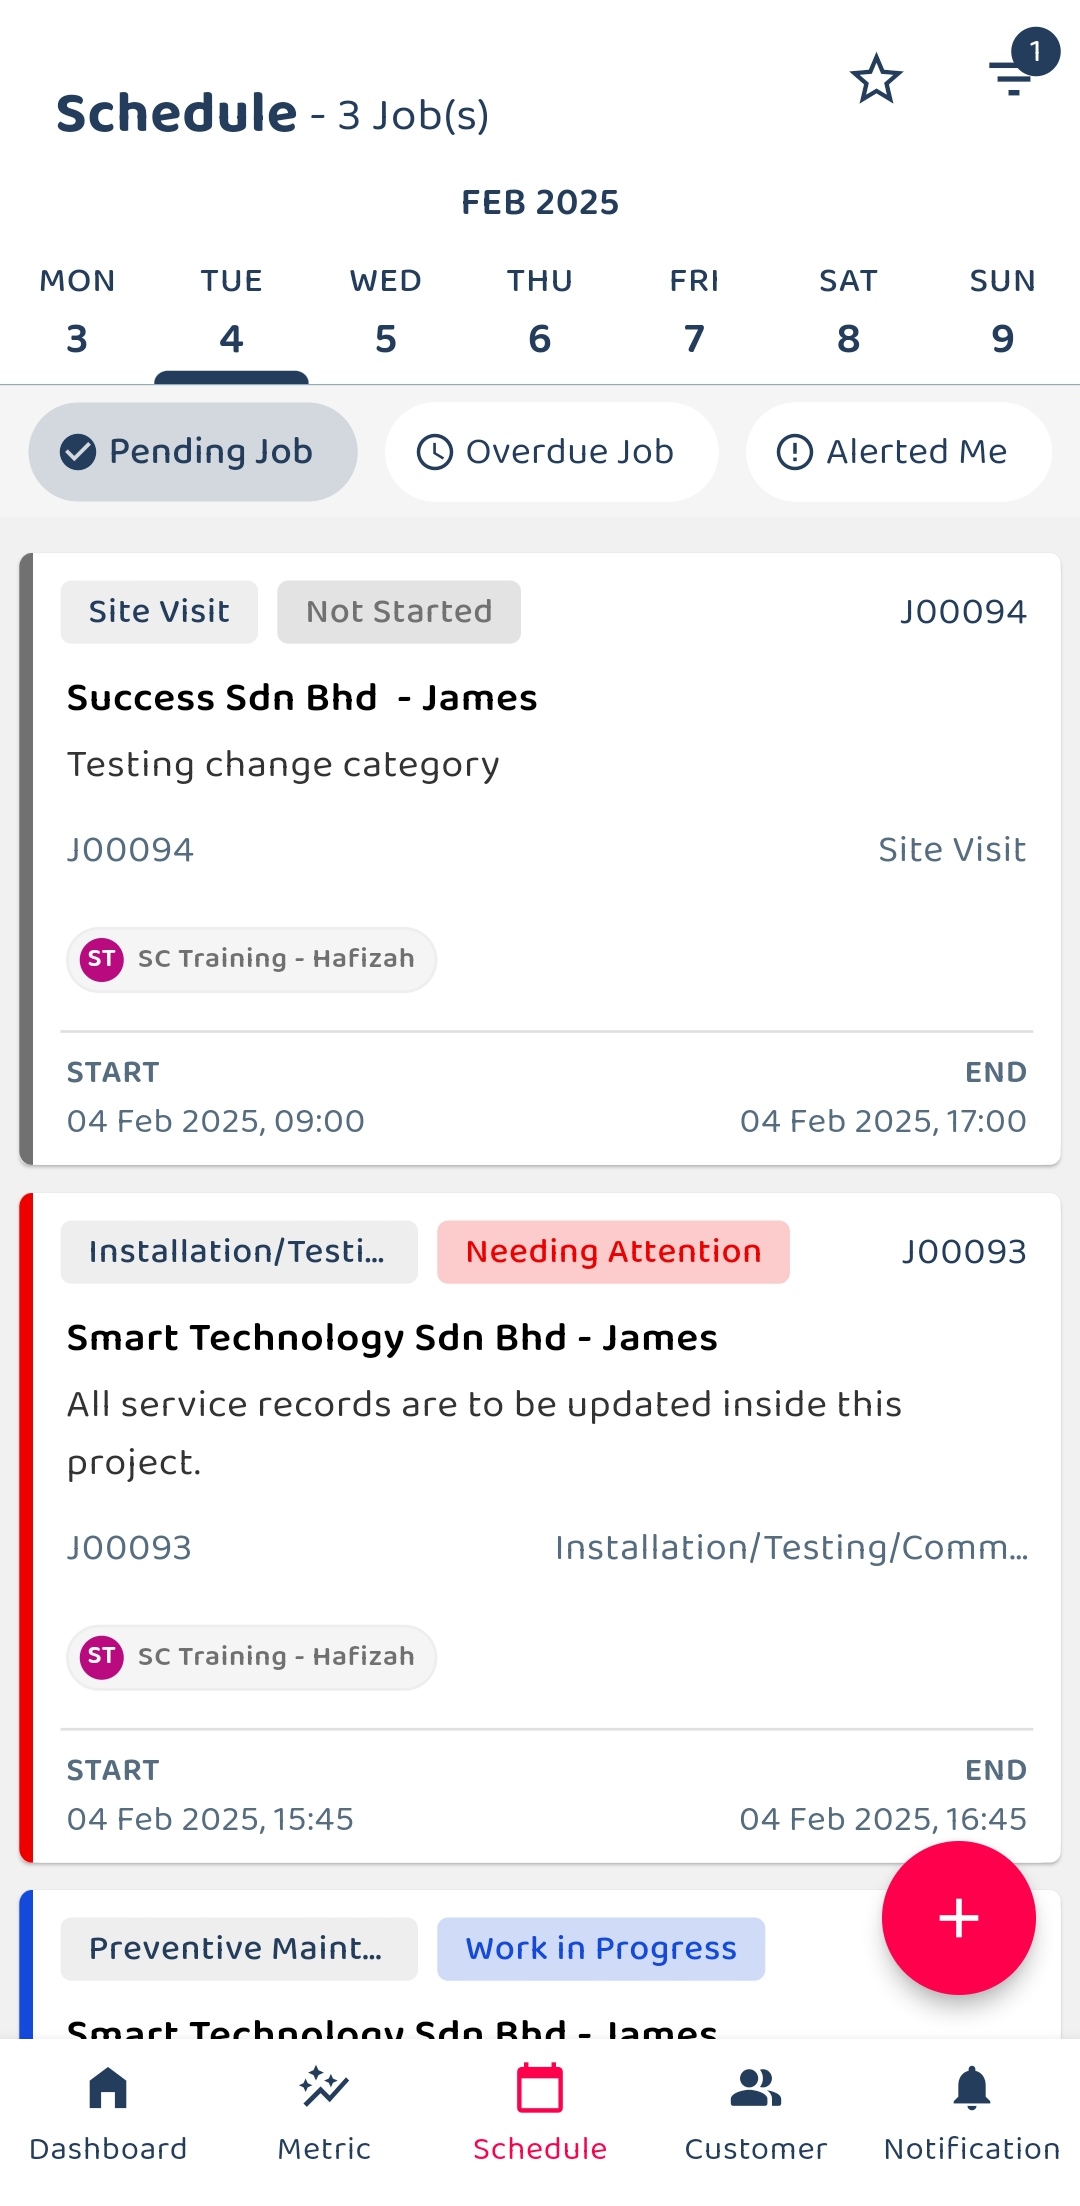 1
Schedule - 3 Job(s)
FEB 2025
MON TUE WED THU FRI SAT SUN
3 4 5 6 7 8 9
Pending Job Overdue Job Alerted Me
Site Visit Not Started J00094
Success Sdn Bhd  - James
Testing change category
J00094 Site Visit
ST SC Training - Hafizah
START END
04 Feb 2025, 09:00 04 Feb 2025, 17:00
Installation/Testi... Needing Attention J00093
Smart Technology Sdn Bhd - James
All service records are to be updated inside this
project.
J00093 Installation/Testing/Comm...
ST SC Training - Hafizah
START END
04 Feb 2025, 15:45 04 Feb 2025, 16:45
Preventive Maint... Work in Progress
Smart Technology Sdn Bhd - James
Dashboard Metric Schedule Customer Notification